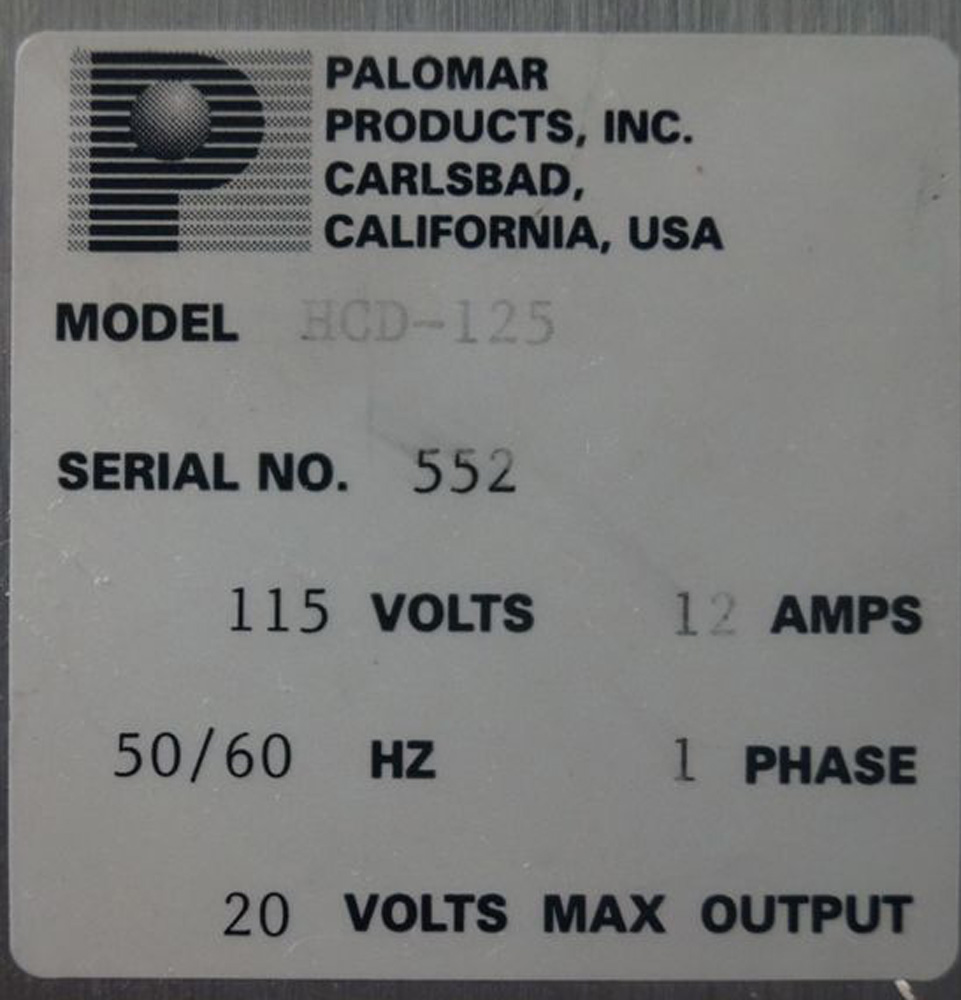 PALOMAR
PRODUCTS, INC.
CARLSBAD,
CALIFORNIA, USA
MODEL HCD-125
SERIAL NO. 552
115 VOLTS 12 AMPS
50/60 HZ 1 PHASE
20 VOLTS MAX OUTPUT